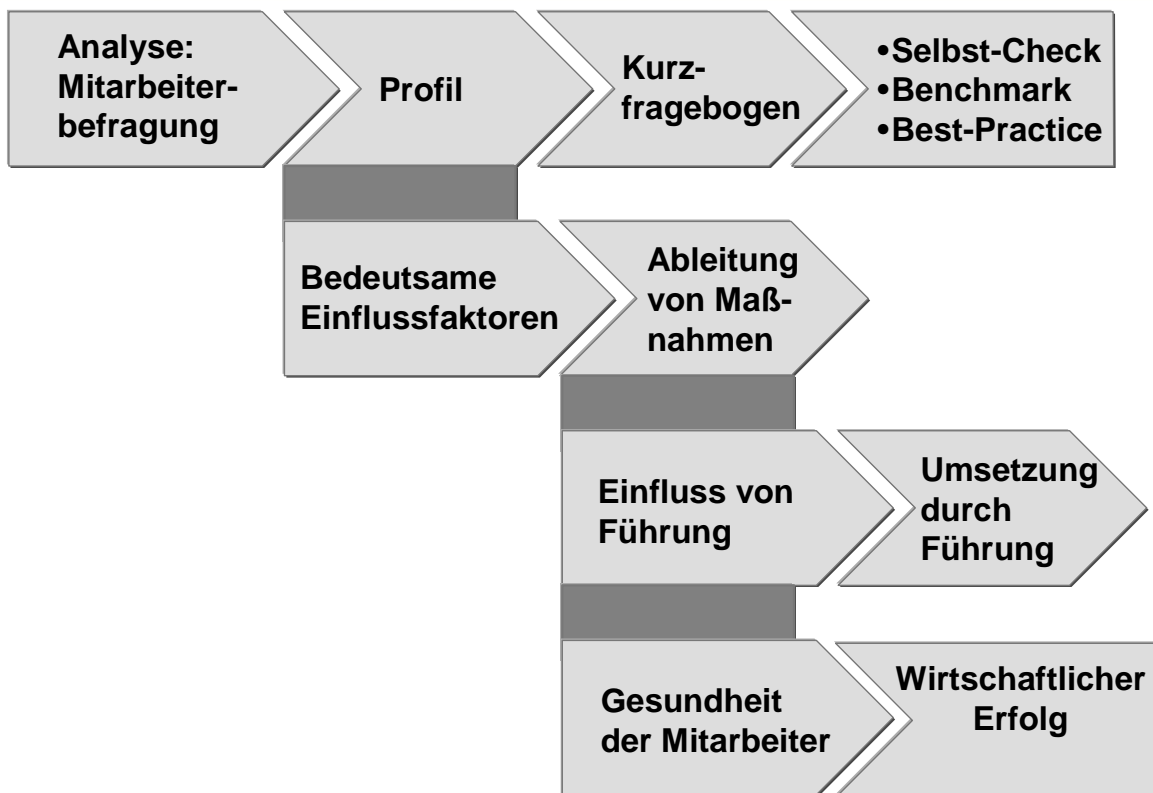 Analyse:
Mitarbeiter-
befragung
Profil
Kurz-
fragebogen
•Selbst-Check
•Benchmark
•Best-Practice
Bedeutsame
Einflussfaktoren
Ableitung
von Maß-
nahmen
Einfluss von
Führung
Umsetzung
durch
Führung
Gesundheit
der Mitarbeiter
Wirtschaftlicher
Erfolg